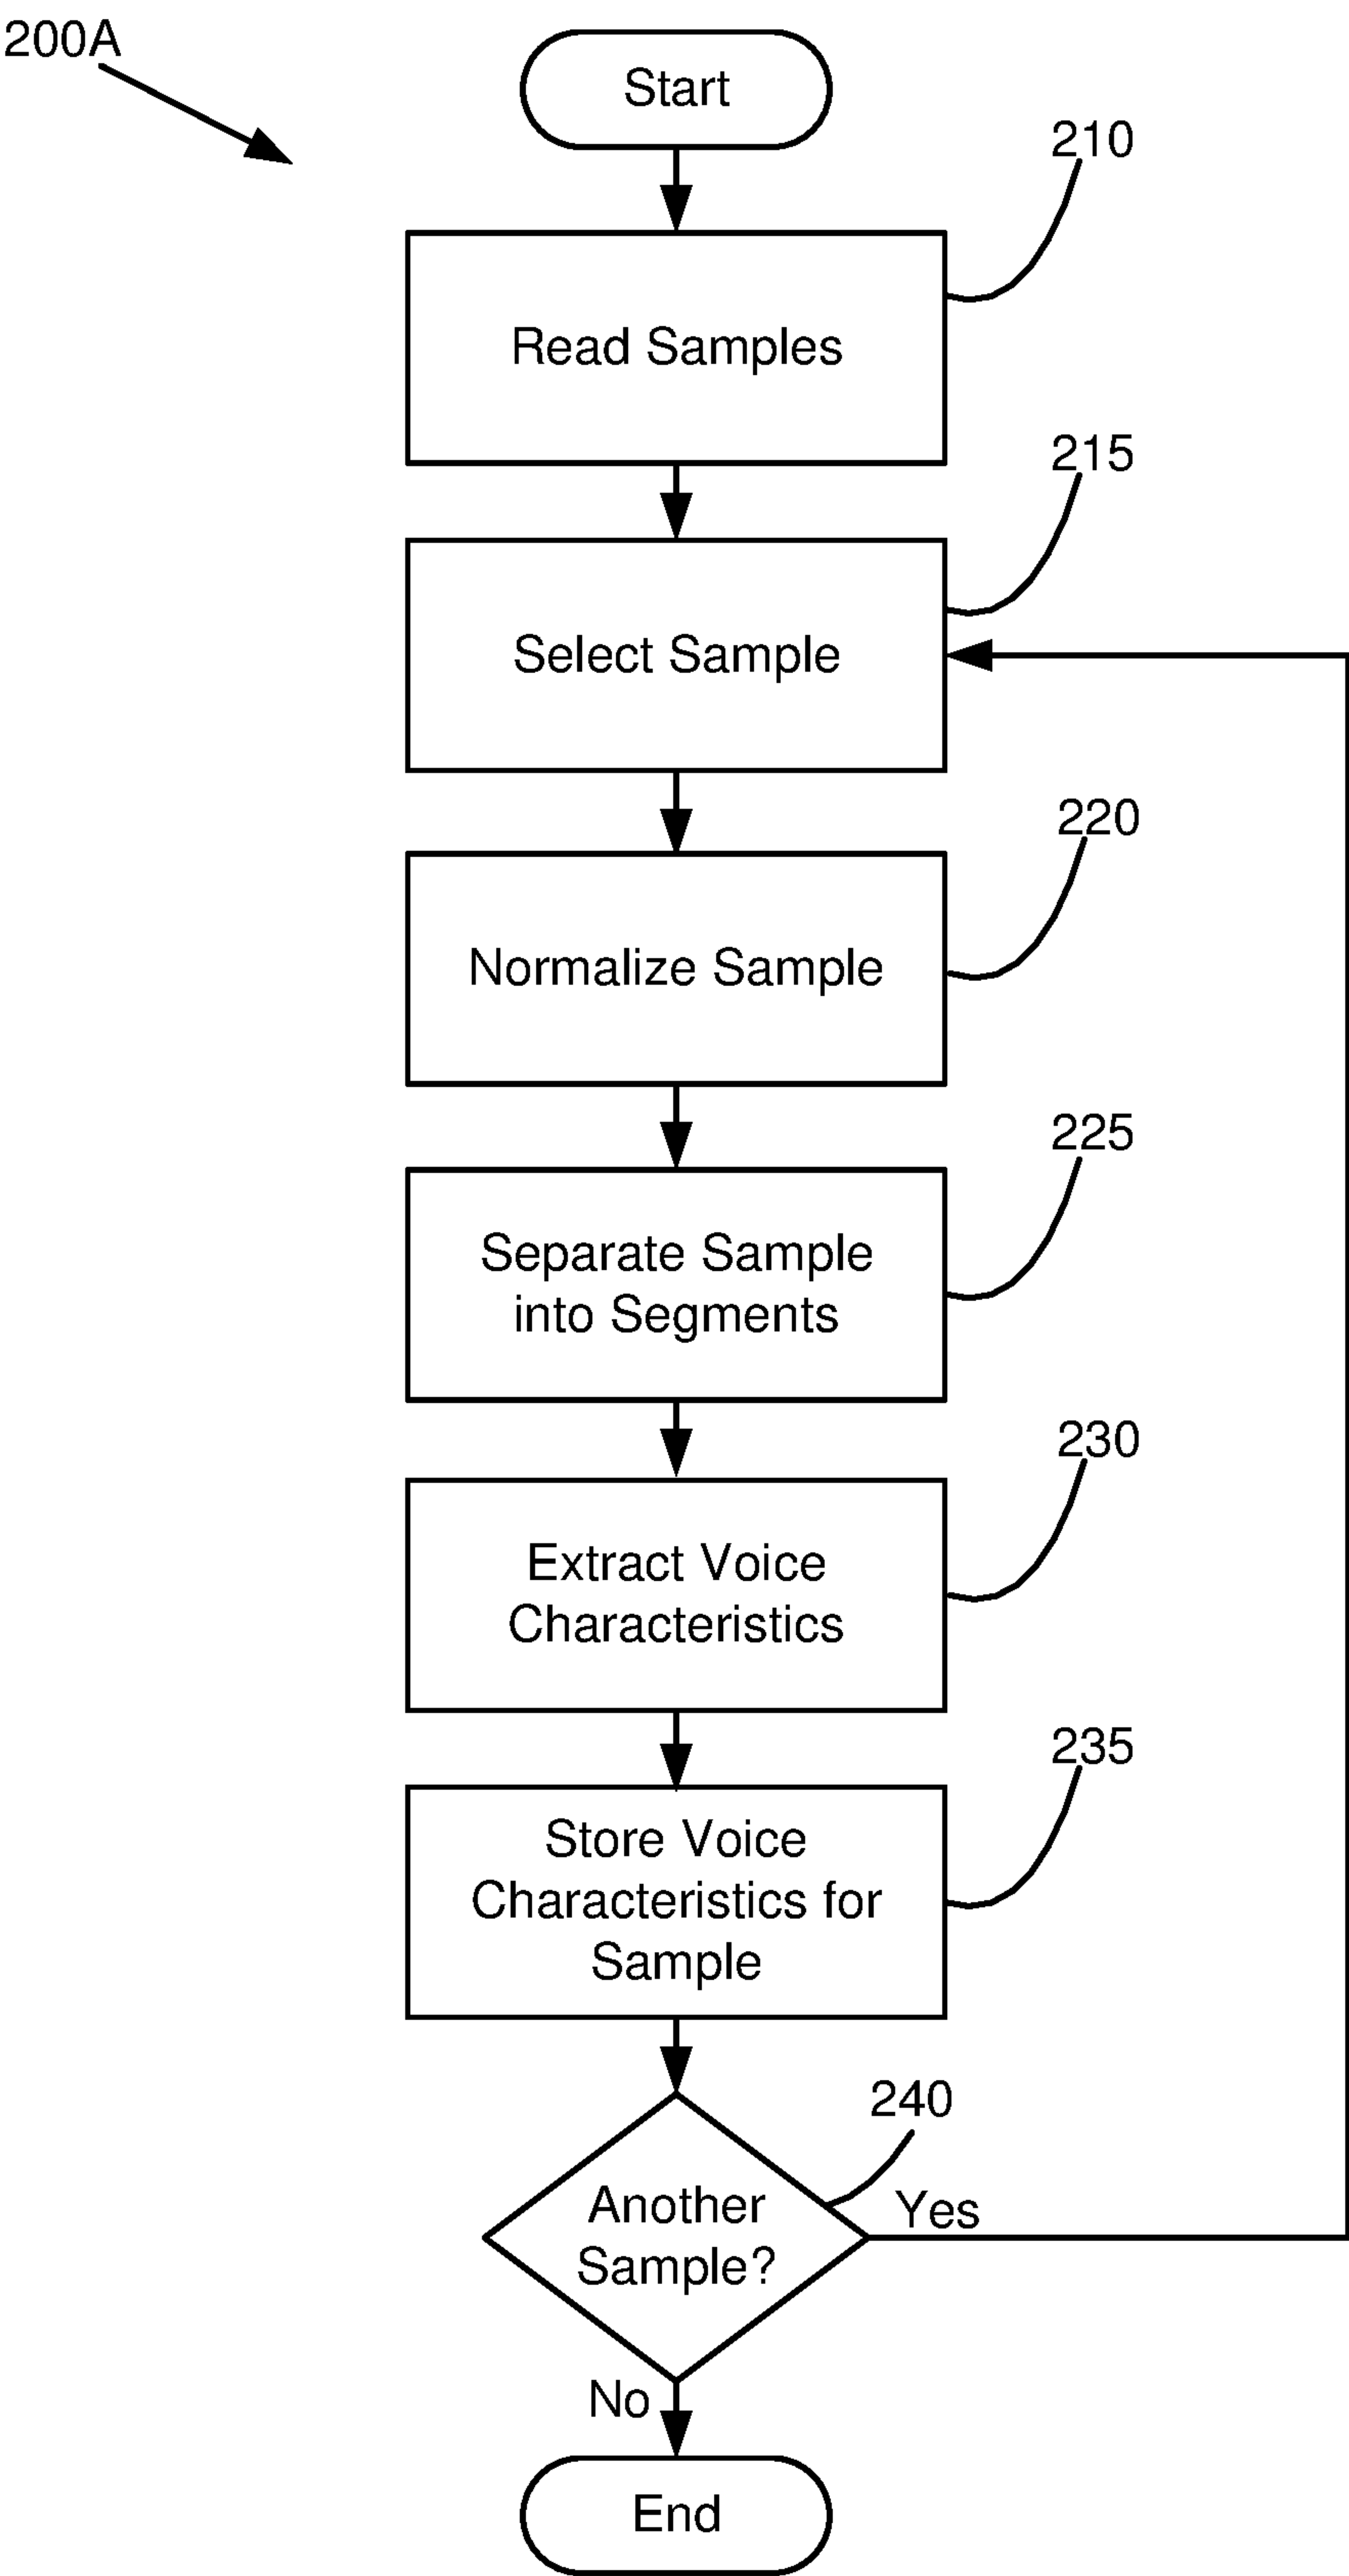 200A
Start
210
Read Samples
215
Select Sample
220
Normalize Sample
225
Separate Sample
into Segments
230
Extract Voice
Characteristics
235
Store Voice
Characteristics for
Sample
240
Another
Sample?
Yes
No
End